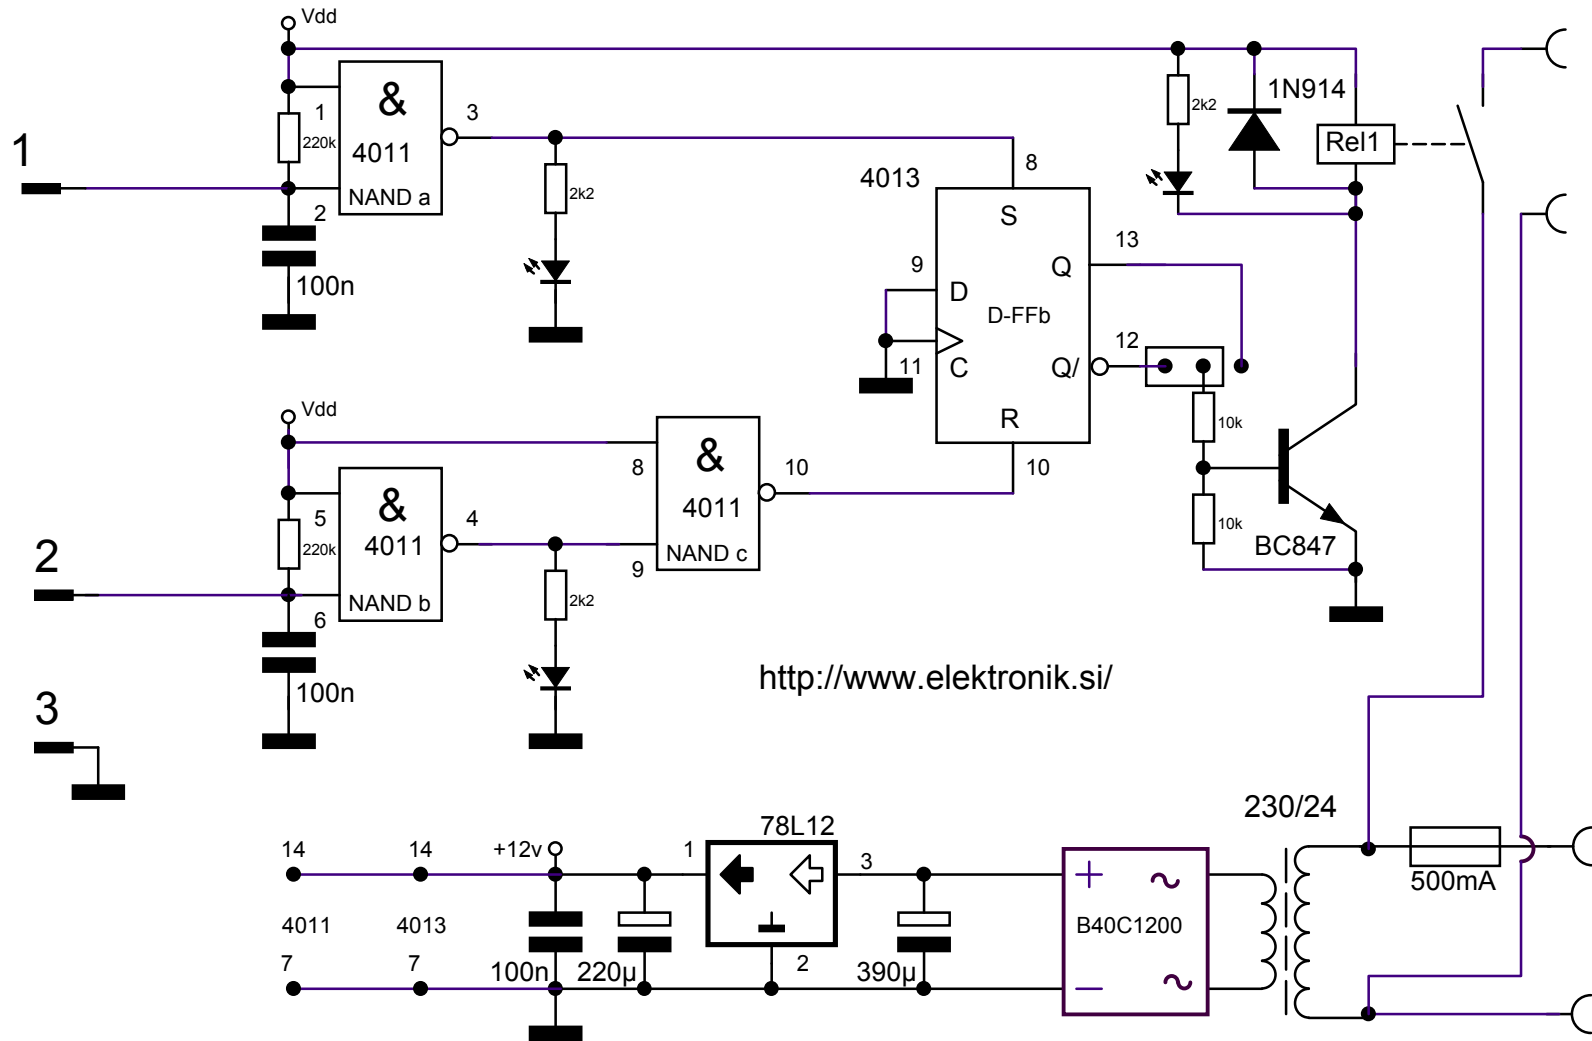 Vdd
1
220k
2
&
4011
NAND a
3
1
100n
2k2
4013
8
S
9
D
D-FFb
11
C
Q
13
Q/
12
R
10
2k2
1N914
Rel1
10k
10k
BC847
Vdd
5
220k
6
&
4011
NAND b
4
2
100n
2k2
8
9
&
4011
NAND c
10
3
http://www.elektronik.si/
14
14
+12v
4011
4013
7
7
100n
220µ
1
78L12
3
2
390µ
+
~
B40C1200
−
~
230/24
500mA